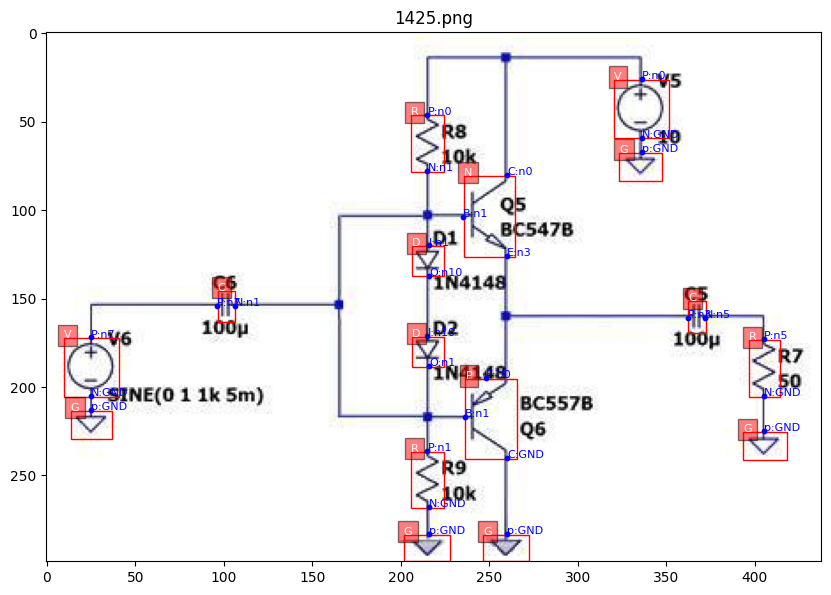 1425.png
0
50
100
150
200
250
0
50
100
150
200
250
300
350
400
V
P:n0
V5
10
N:GND
G
p:GND
R
P:n0
R8
10k
N:n1
N
C:n0
B:n1
Q5
BC547B
E:n3
D
D1
O:n10
1N4148
C6
C
N:n1
100µ
V
P:n7
V6
SINE(0 1 1k 5m)
N:GND
G
p:GND
D
D2
O:n1
1N4148
P
B:n1
BC557B
Q6
C:GND
C5
C
N:n5
100µ
R
P:n5
R7
50
N:GND
G
p:GND
R
P:n1
R9
10k
N:GND
G
p:GND
G
p:GND